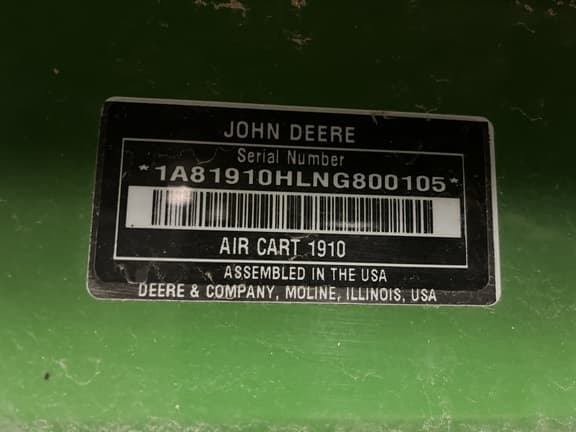 JOHN DEERE
Serial Number
*1A81910HLNG800105*
AIR CART 1910
ASSEMBLED IN THE USA
DEERE & COMPANY, MOLINE, ILLINOIS, USA